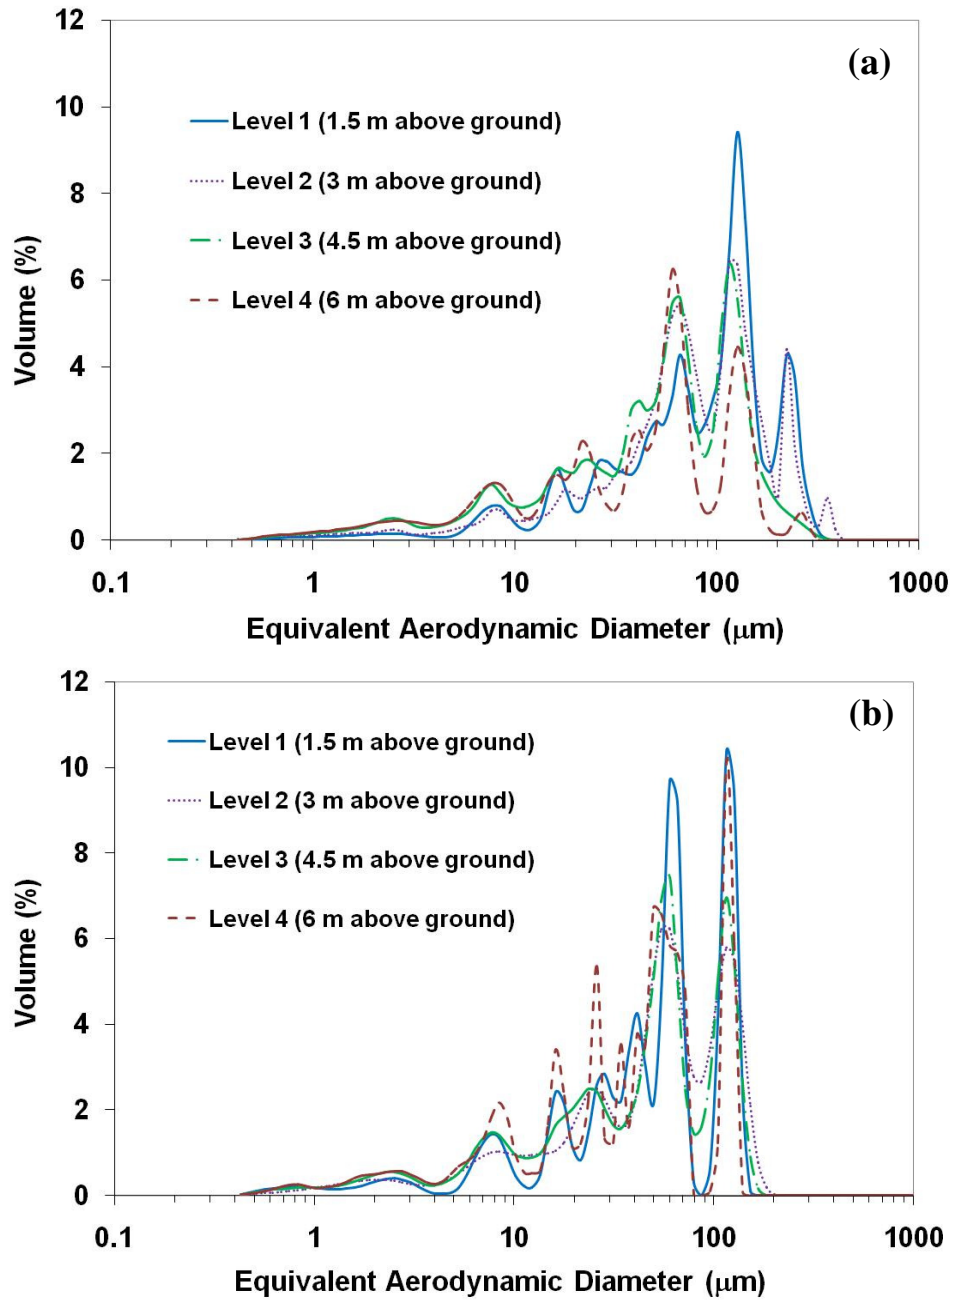 12
(a)
10
Level 1 (1.5 m above ground)
8
Level 2 (3 m above ground)
Level 3 (4.5 m above ground)
6
Level 4 (6 m above ground)
Volume (%)
4
2
0
0.1 1 10 100 1000
Equivalent Aerodynamic Diameter (μm)
12
(b)
Level 1 (1.5 m above ground)
10
Level 2 (3 m above ground)
8
Level 3 (4.5 m above ground)
Level 4 (6 m above ground)
6
Volume (%)
4
2
0
0.1 1 10 100 1000
Equivalent Aerodynamic Diameter (μm)